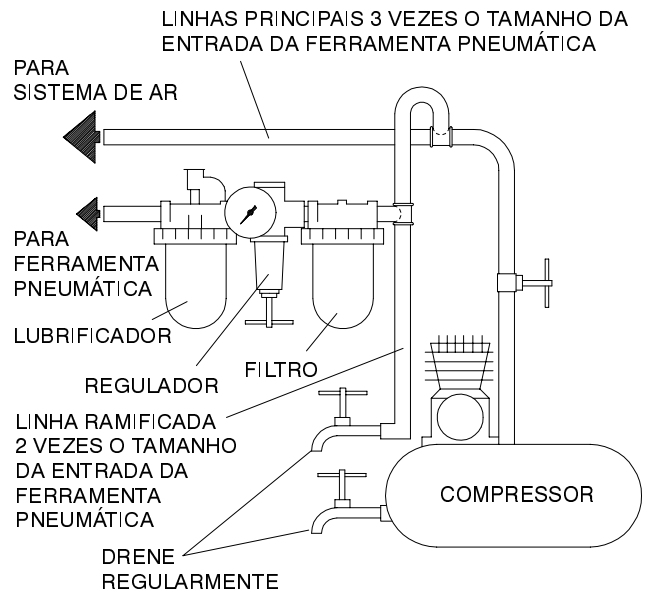 LINHAS PRINCIPAIS 3 VEZES O TAMANHO DA
ENTRADA DA FERRAMENTA PNEUMÁTICA
PARA
SISTEMA DE AR
PARA
FERRAMENTA
PNEUMÁTICA
LUBRIFICADOR
REGULADOR
FILTRO
LINHA RAMIFICADA
2 VEZES O TAMANHO
DA ENTRADA DA
FERRAMENTA
PNEUMÁTICA
COMPRESSOR
DRENE
REGULARMENTE